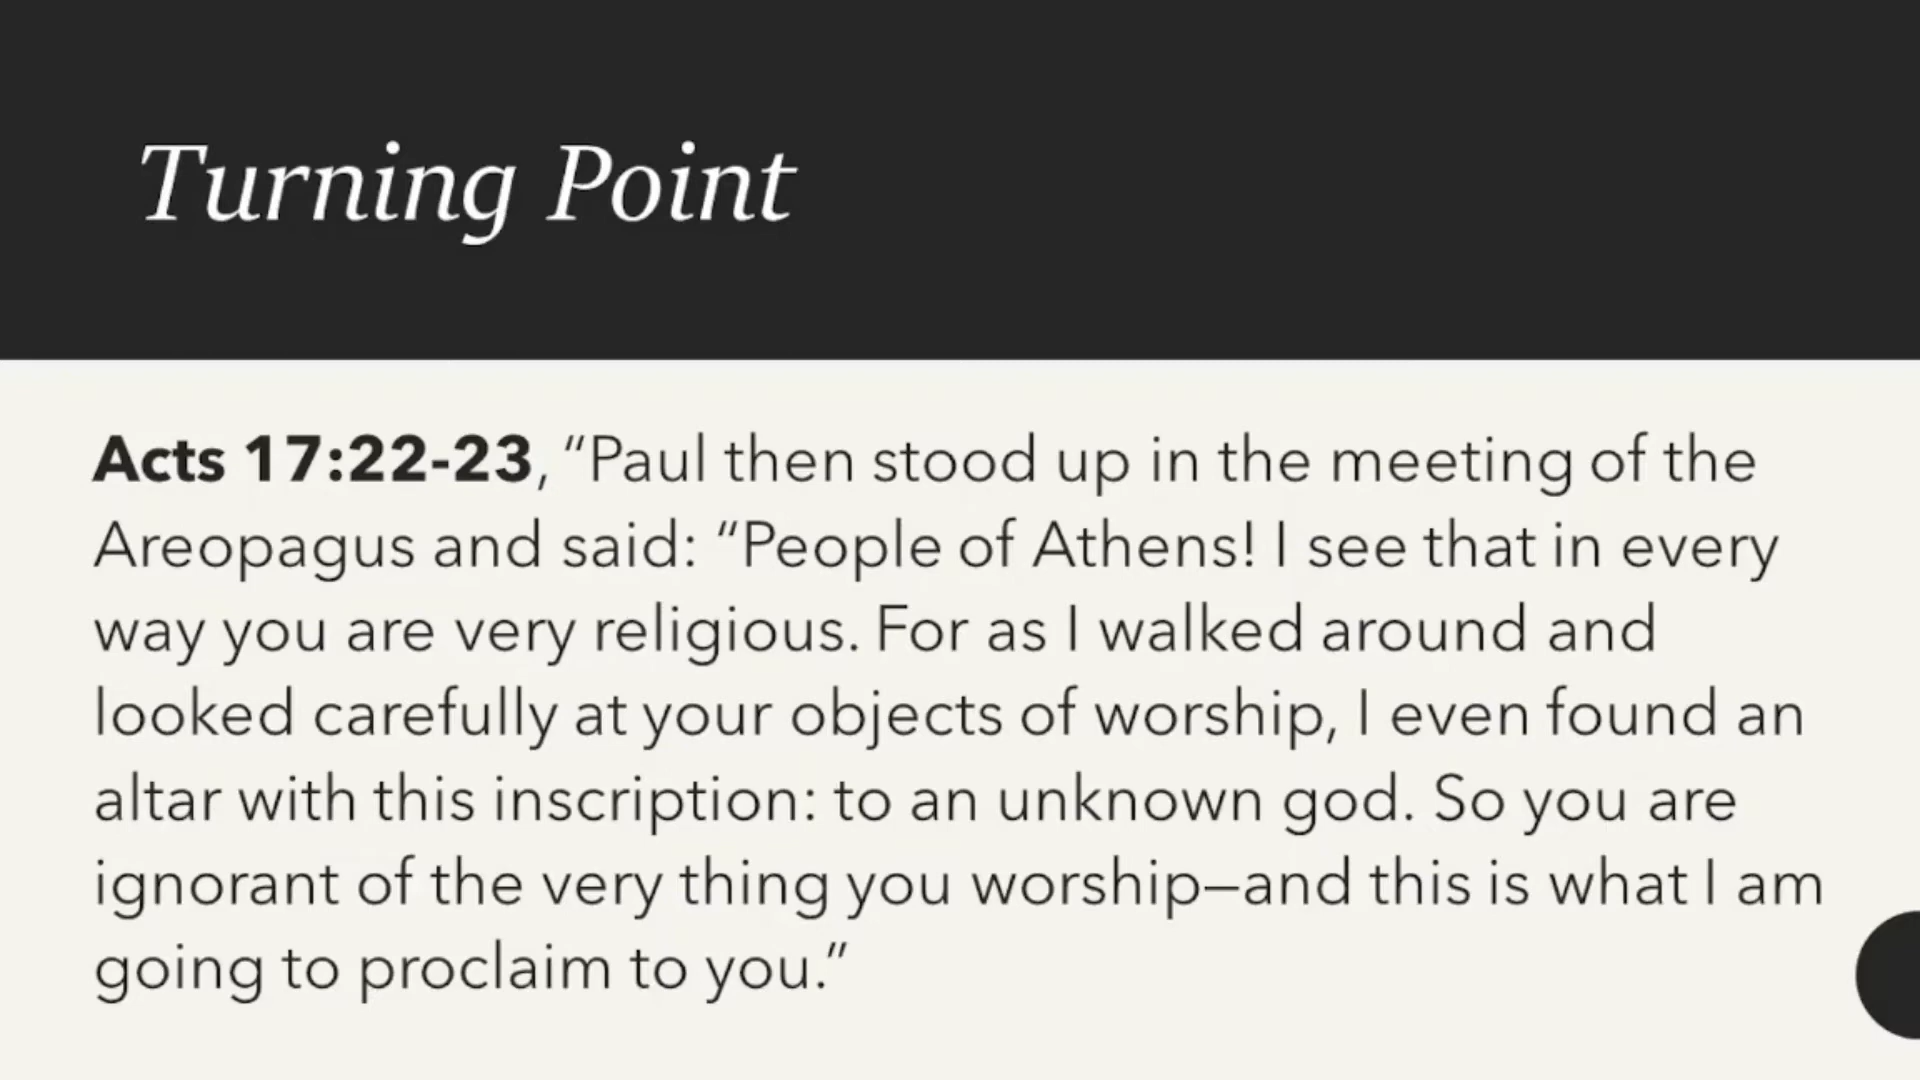 Turning Point
Acts 17:22-23, “Paul then stood up in the meeting of the
Areopagus and said: “People of Athens! I see that in every
way you are very religious. For as I walked around and
looked carefully at your objects of worship, I even found an
altar with this inscription: to an unknown god. So you are
ignorant of the very thing you worship—and this is what I am
going to proclaim to you.”